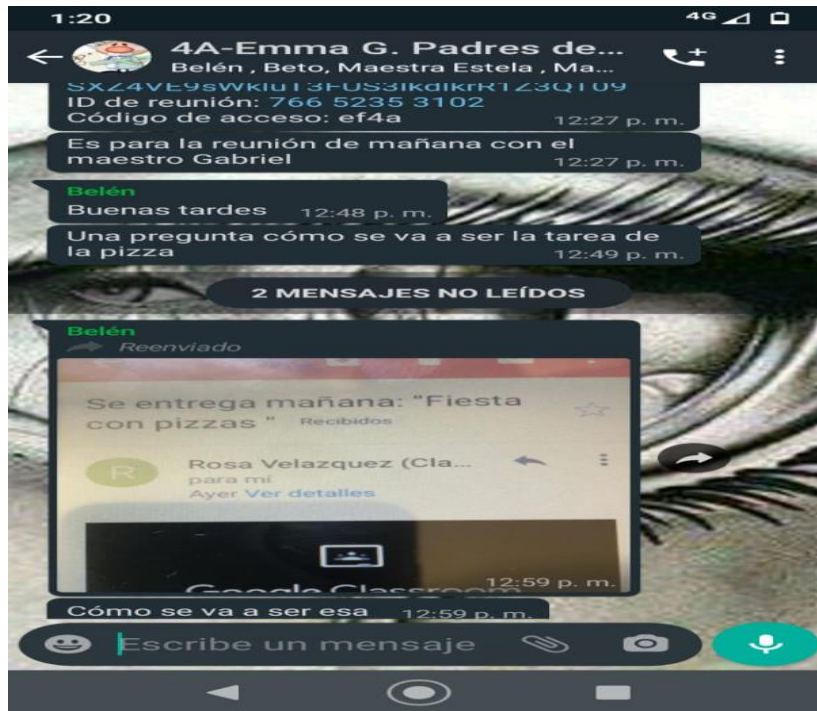 1:20
4G
4A-Emma G. Padres de...
Belén , Beto, Maestra Estela , Ma...
ID de reunión: 766 5235 3102
Código de acceso: ef4a
12:27 p. m.
Es para la reunión de mañana con el
maestro Gabriel
12:27 p. m.
Belén
Buenas tardes 12:48 p. m.
Una pregunta cómo se va a ser la tarea de
la pizza
12:49 p. m.
2 MENSAJES NO LEÍDOS
Belén
Reenviado
Se entrega mañana: "Fiesta
con pizzas " Recibidos
R
Rosa Velazquez (Cla...
para mí
Ayer Ver detalles
Google Classroom
12:59 p. m.
Cómo se va a ser esa 12:59 p. m.
Escribe un mensaje